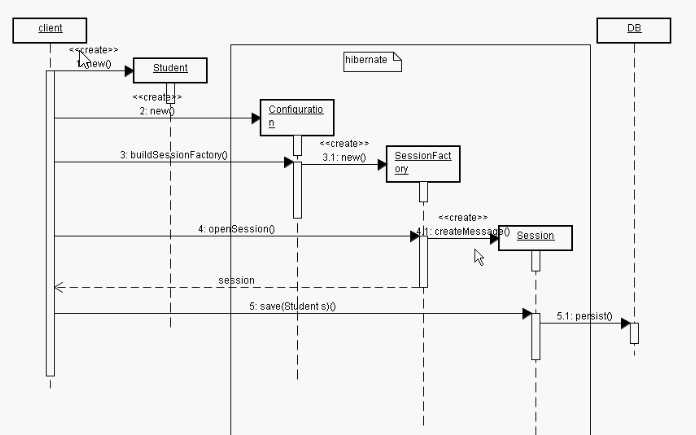 client
DB
<<create>>
1: new()
hibernate
Student
<<create>>
2: new()
Configuratio
n
<<create>>
3: buildSessionFactory()
3.1: new()
SessionFact
ory
<<create>>
4: openSession()
4.1: createMessage()
Session
session
5: save(Student s)()
5.1: persist()